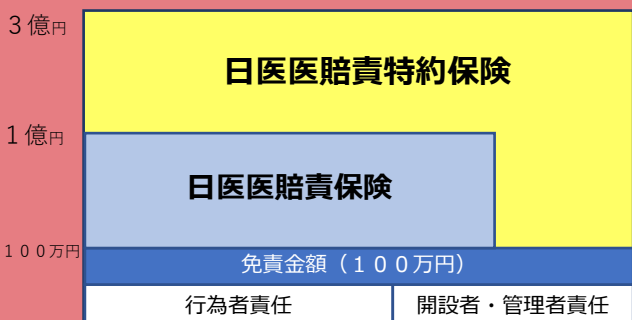 3億円
日医医賠責特約保険
1億円
日医医賠責保険
100万円
免責金額（100万円）
行為者責任
開設者・管理者責任